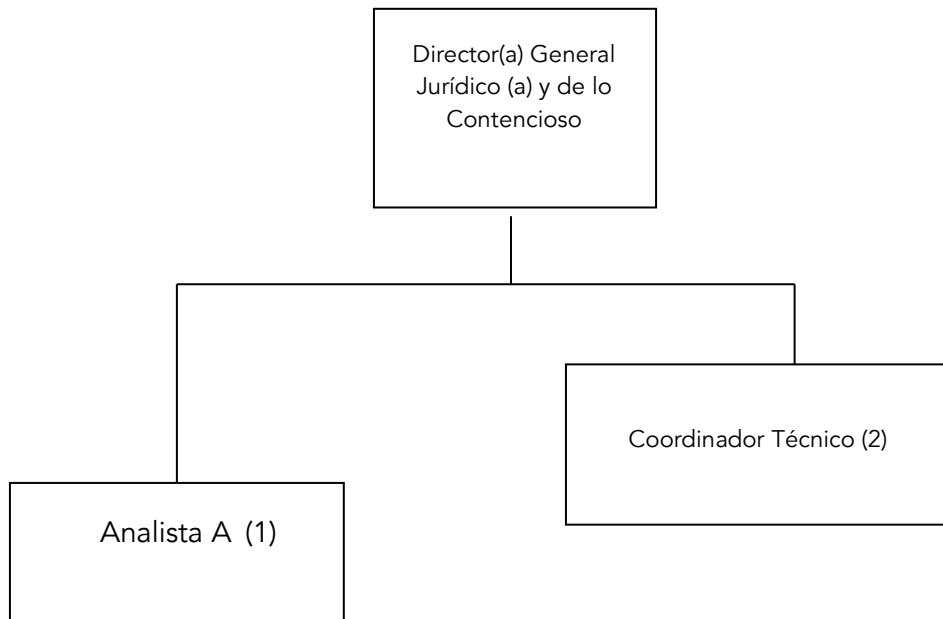 Director(a) General
Jurídico (a) y de lo
Contencioso
Coordinador Técnico (2)
Analista A (1)